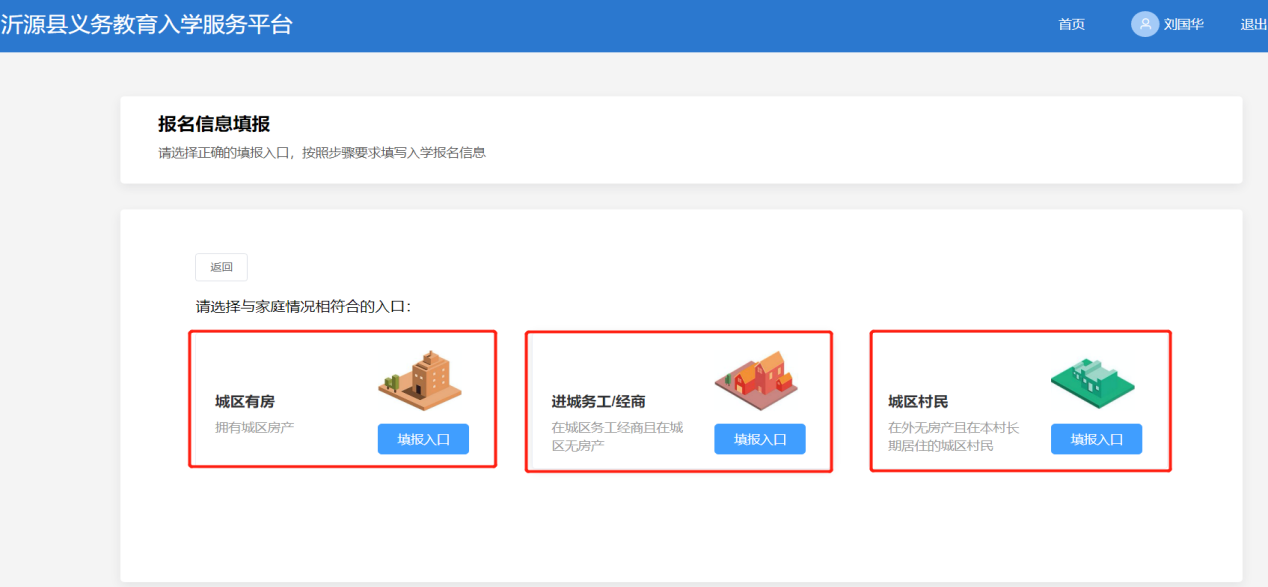 沂源县义务教育入学服务平台
首页
刘国华
退出
报名信息填报
请选择正确的填报入口，按照步骤要求填写入学报名信息
返回
请选择与家庭情况相符合的入口：
城区有房
拥有城区房产
填报入口
进城务工/经商
在城区务工经商且在城
区无房产
填报入口
城区村民
在外无房产且在本村长
期居住的城区村民
填报入口